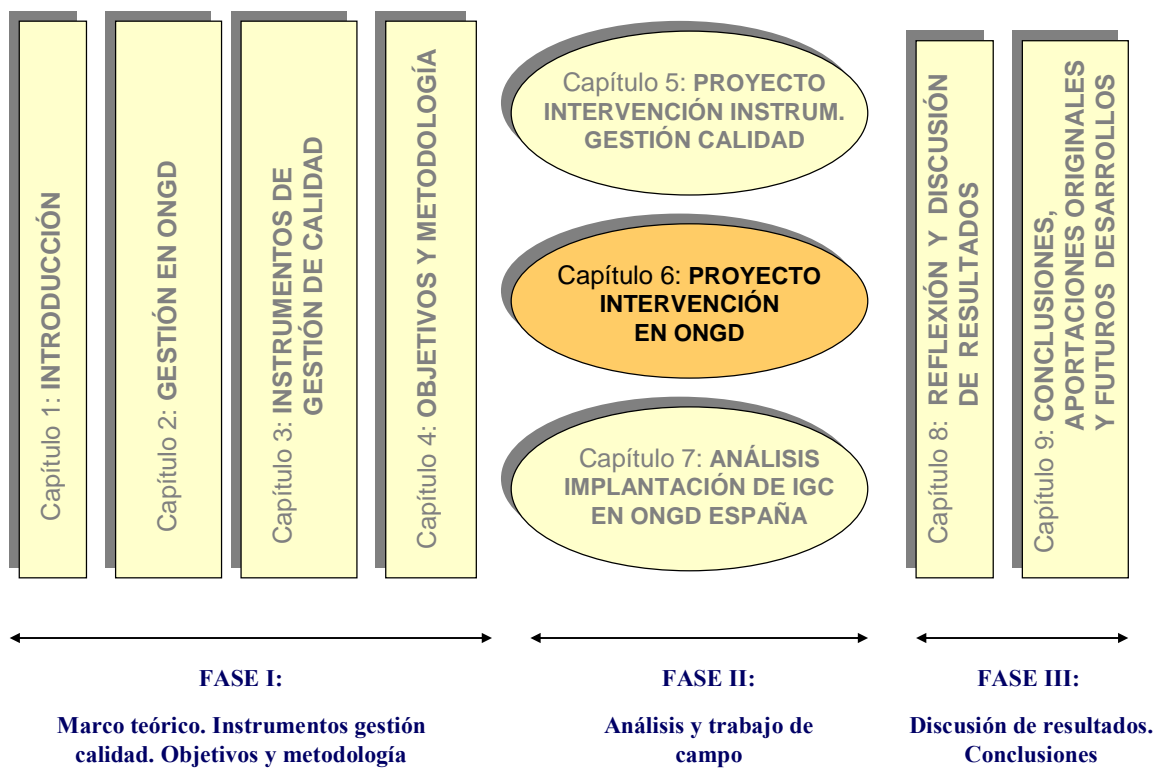 Capítulo 1: INTRODUCCIÓN
Capítulo 2: GESTIÓN EN ONGD
Capítulo 3: INSTRUMENTOS DE
GESTIÓN DE CALIDAD
Capítulo 4: OBJETIVOS Y METODOLOGÍA
Capítulo 5: PROYECTO
INTERVENCIÓN INSTRUM.
GESTIÓN CALIDAD
Capítulo 6: PROYECTO
INTERVENCIÓN
EN ONGD
Capítulo 7: ANÁLISIS
IMPLANTACIÓN DE IGC
EN ONGD ESPAÑA
Capítulo 8: REFLEXIÓN Y DISCUSIÓN
DE RESULTADOS
Capítulo 9: CONCLUSIONES,
APORTACIONES ORIGINALES
Y FUTUROS DESARROLLOS
FASE I:
Marco teórico. Instrumentos gestión
calidad. Objetivos y metodología
FASE II:
Análisis y trabajo de
campo
FASE III:
Discusión de resultados.
Conclusiones